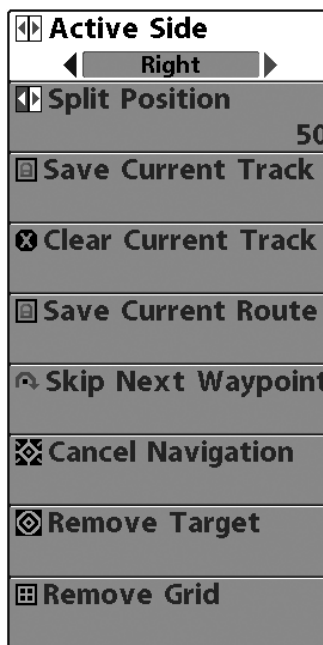 Active Side
Right
Split Position
50
Save Current Track
Clear Current Track
Save Current Route
Skip Next Waypoint
Cancel Navigation
Remove Target
Remove Grid